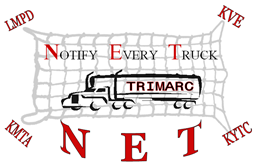 LMPD
KVE
NOTIFY EVERY TRUCK
TRIMARC
KMTA
KYTC
NET